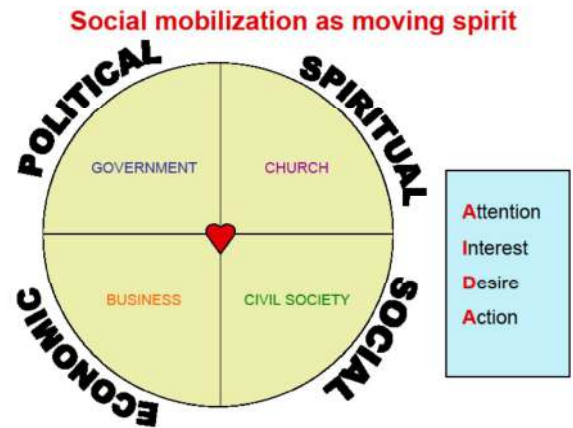 Social mobilization as moving spirit
POLITICAL
SPIRITUAL
GOVERNMENT
CHURCH
BUSINESS
CIVIL SOCIETY
ECONOMIC
SOCIAL
Attention
Interest
Desire
Action